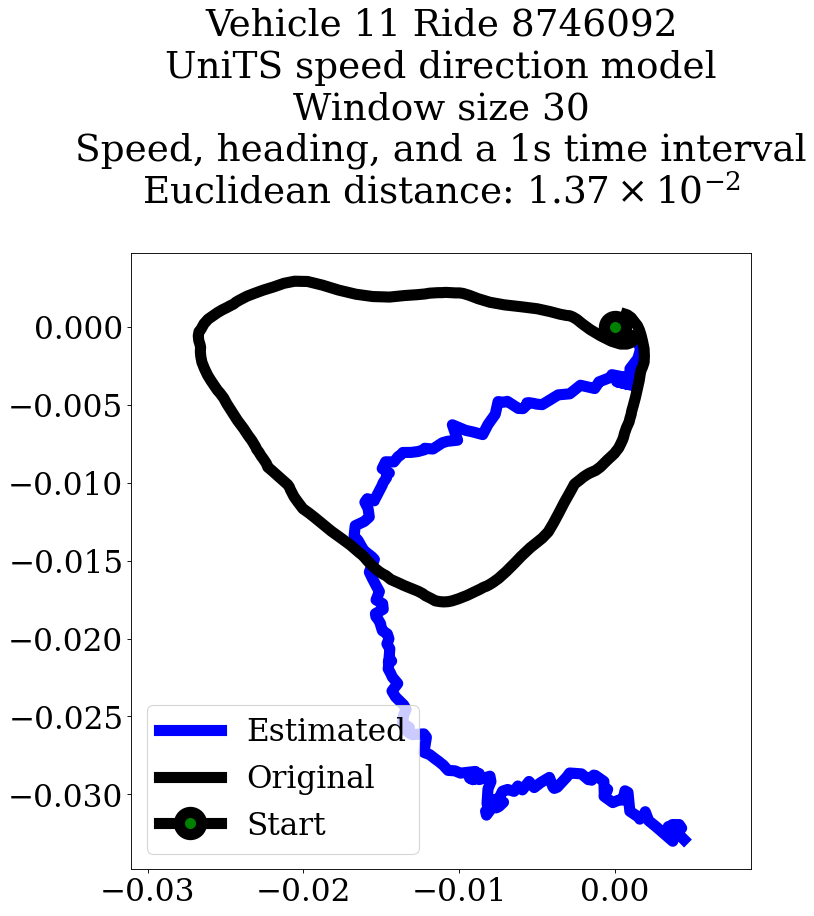 Vehicle 11 Ride 8746092
UniTS speed direction model
Window size 30
Speed, heading, and a 1s time interval
Euclidean distance: 1.37 × 10⁻²
0.000
−0.005
−0.010
−0.015
−0.020
−0.025
−0.030
Estimated
Original
Start
−0.03
−0.02
−0.01
0.00